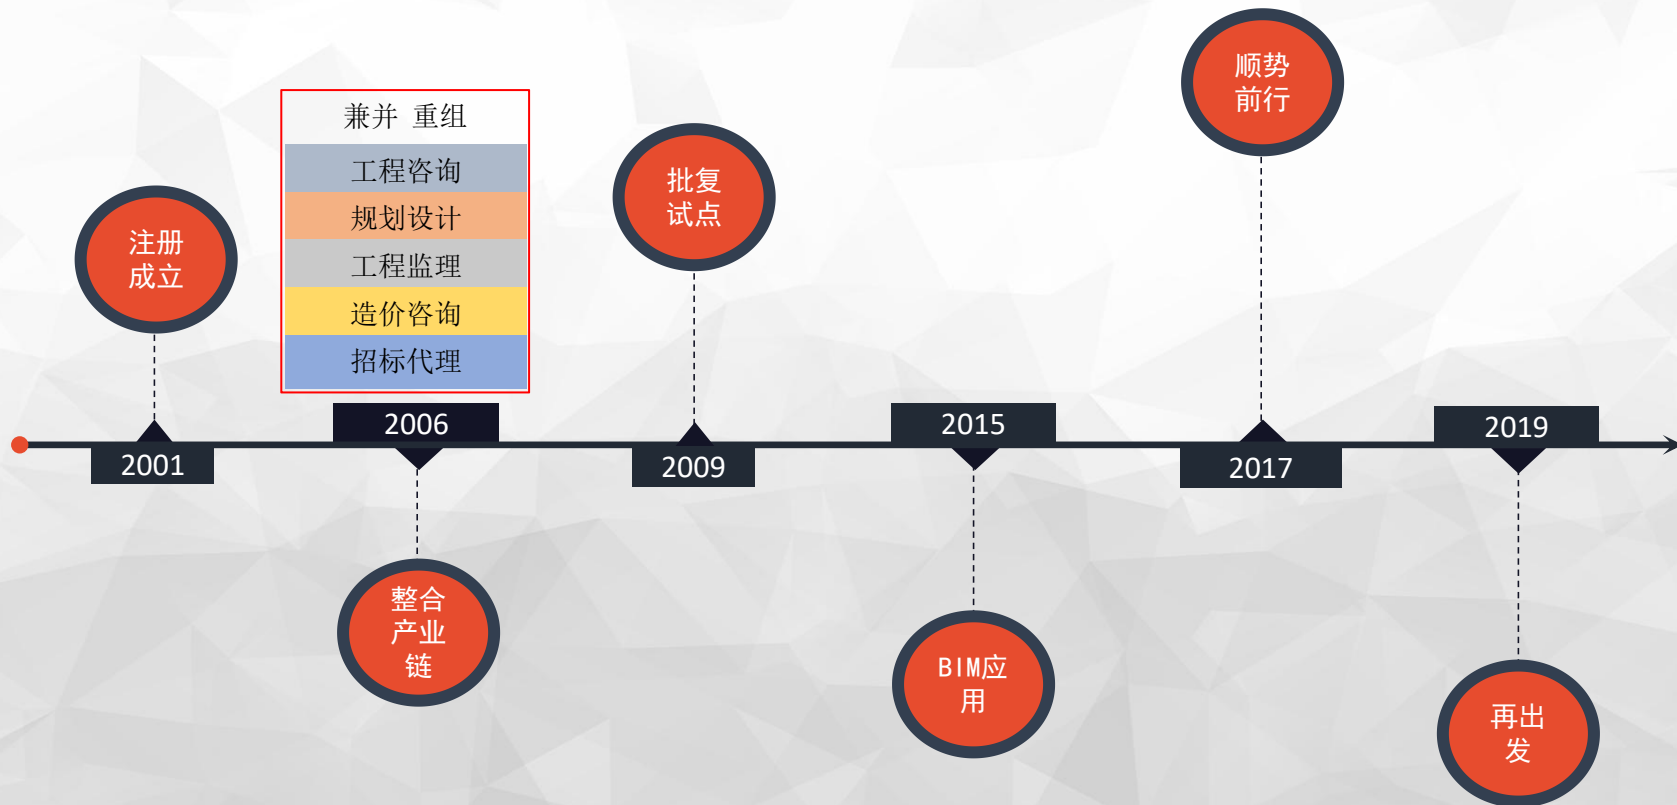 顺势
前行
兼并 重组
工程咨询
规划设计
工程监理
造价咨询
招标代理
批复
试点
注册
成立
2001
2006
2009
2015
2017
2019
整合
产业
链
BIM应
用
再出
发